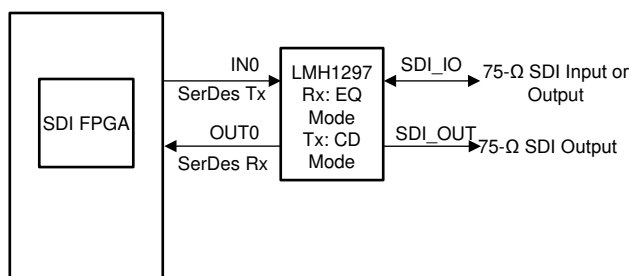 SDI FPGA
IN0
SerDes Tx
OUT0
SerDes Rx
LMH1297
Rx: EQ
Mode
Tx: CD
Mode
SDI_IO
SDI_OUT
75-Ω SDI Input or
Output
75-Ω SDI Output